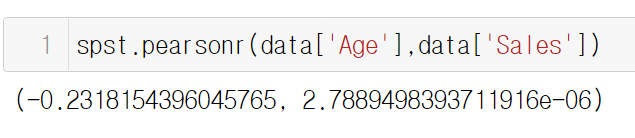 1 spst.pearsonr(data['Age'],data['Sales'])
(-0.2318154396045765, 2.7889498393711916e-06)